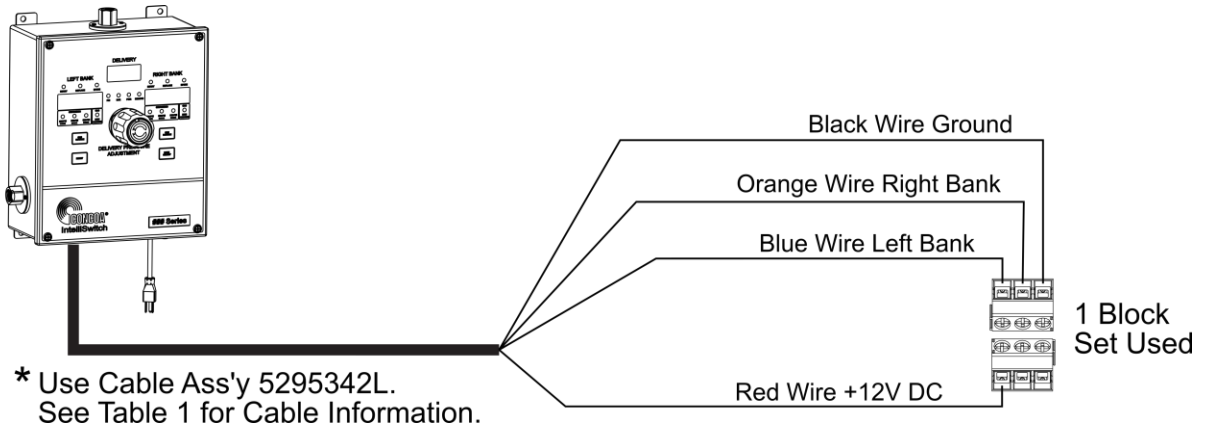 DELIVERY
LEFT BANK
RIGHT BANK
DELIVERY PRESSURE
ADJUSTMENT
CONCOA®
IntelliSwitch
Black Wire Ground
Orange Wire Right Bank
Blue Wire Left Bank
1 Block
Set Used
Red Wire +12V DC
* Use Cable Ass'y 5295342L.
See Table 1 for Cable Information.